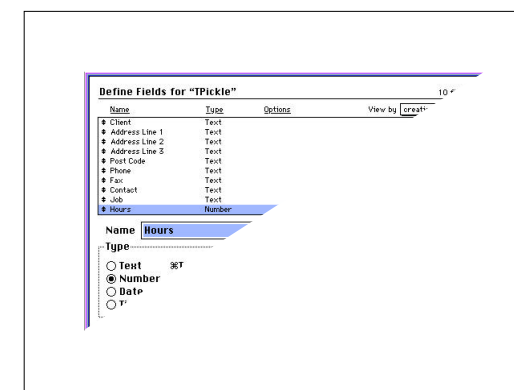 Define Fields for “TPickle” 10
Name Type Options View by
Client Text
Address Line 1 Text
Address Line 2 Text
Address Line 3 Text
Post Code Text
Phone Text
Fax Text
Contact Text
Job Text
Hours Number
Name Hours
Type
Text ⌘T
Number
Date